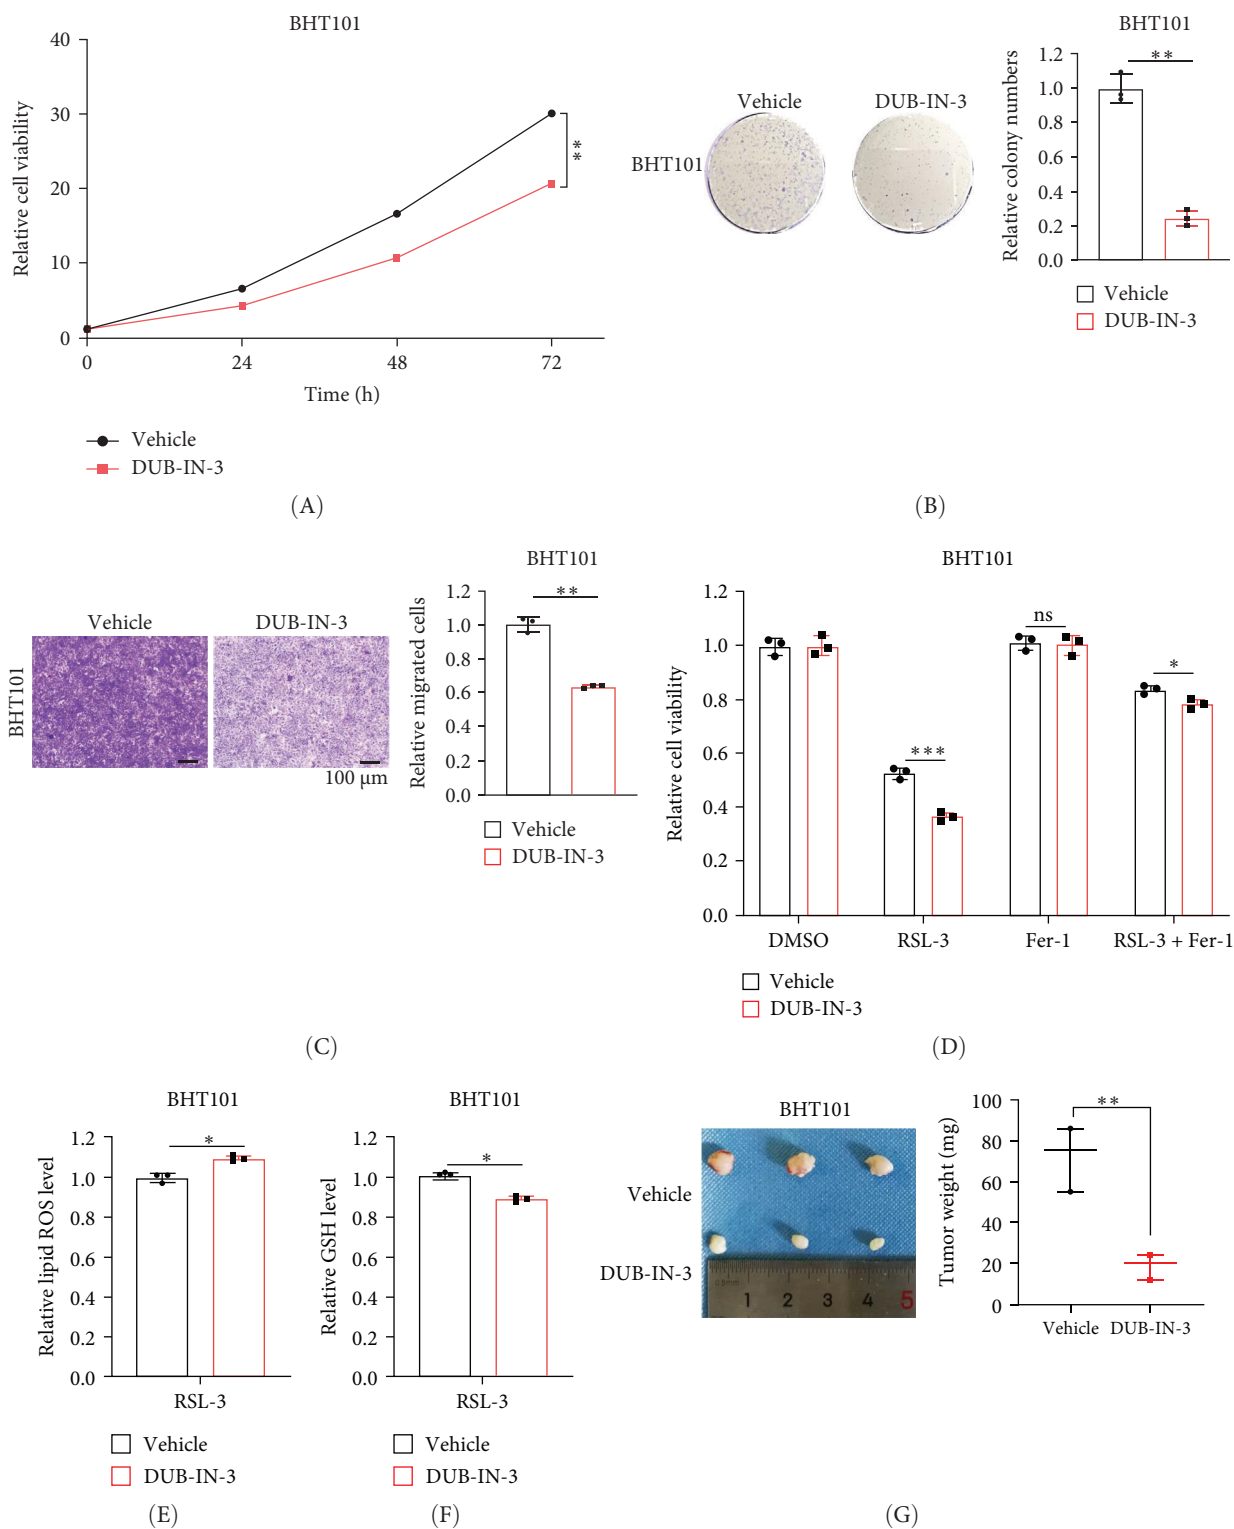 BHT101
40
30
20
10
0
Relative cell viability
**
0 24 48 72
Time (h)
Vehicle
DUB-IN-3
(A)
Vehicle DUB-IN-3
BHT101
BHT101
1.2
1.0
0.8
0.6
0.4
0.2
0.0
Relative colony numbers
**
Vehicle
DUB-IN-3
(B)
Vehicle DUB-IN-3
BHT101
100 μm
BHT101
1.2
1.0
0.8
0.6
0.4
0.2
0.0
Relative migrated cells
**
Vehicle
DUB-IN-3
(C)
BHT101
1.2
1.0
0.8
0.6
0.4
0.2
0.0
Relative cell viability
***
ns
*
DMSO RSL-3 Fer-1 RSL-3 + Fer-1
Vehicle
DUB-IN-3
(D)
BHT101
1.2
1.0
0.8
0.6
0.4
0.2
0.0
Relative lipid ROS level
*
RSL-3
Vehicle
DUB-IN-3
(E)
BHT101
1.2
1.0
0.8
0.6
0.4
0.2
0.0
Relative GSH level
*
RSL-3
Vehicle
DUB-IN-3
(F)
BHT101
Vehicle
DUB-IN-3
1 2 3 4 5
100
80
60
40
20
0
Tumor weight (mg)
**
Vehicle DUB-IN-3
(G)